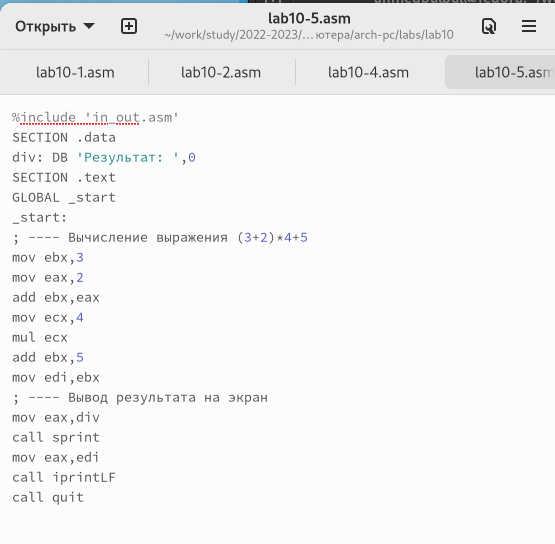 lab10-5.asm
Открыть
~/work/study/2022-2023/…ютера/arch-pc/labs/lab10
lab10-1.asm
lab10-2.asm
lab10-4.asm
lab10-5.asm
%include 'in_out.asm'
SECTION .data
div: DB 'Результат: ',0
SECTION .text
GLOBAL _start
_start:
; ---- Вычисление выражения (3+2)*4+5
mov ebx,3
mov eax,2
add ebx,eax
mov ecx,4
mul ecx
add ebx,5
mov edi,ebx
; ---- Вывод результата на экран
mov eax,div
call sprint
mov eax,edi
call iprintLF
call quit